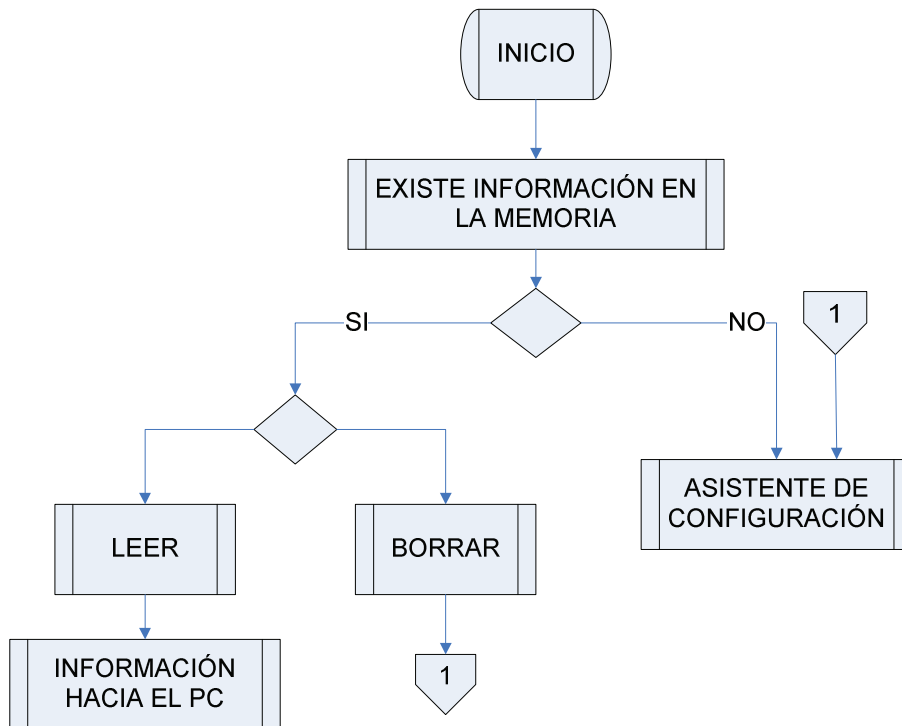 INICIO
EXISTE INFORMACIÓN EN
LA MEMORIA
SI
NO
1
ASISTENTE DE
CONFIGURACIÓN
LEER
BORRAR
INFORMACIÓN
HACIA EL PC
1